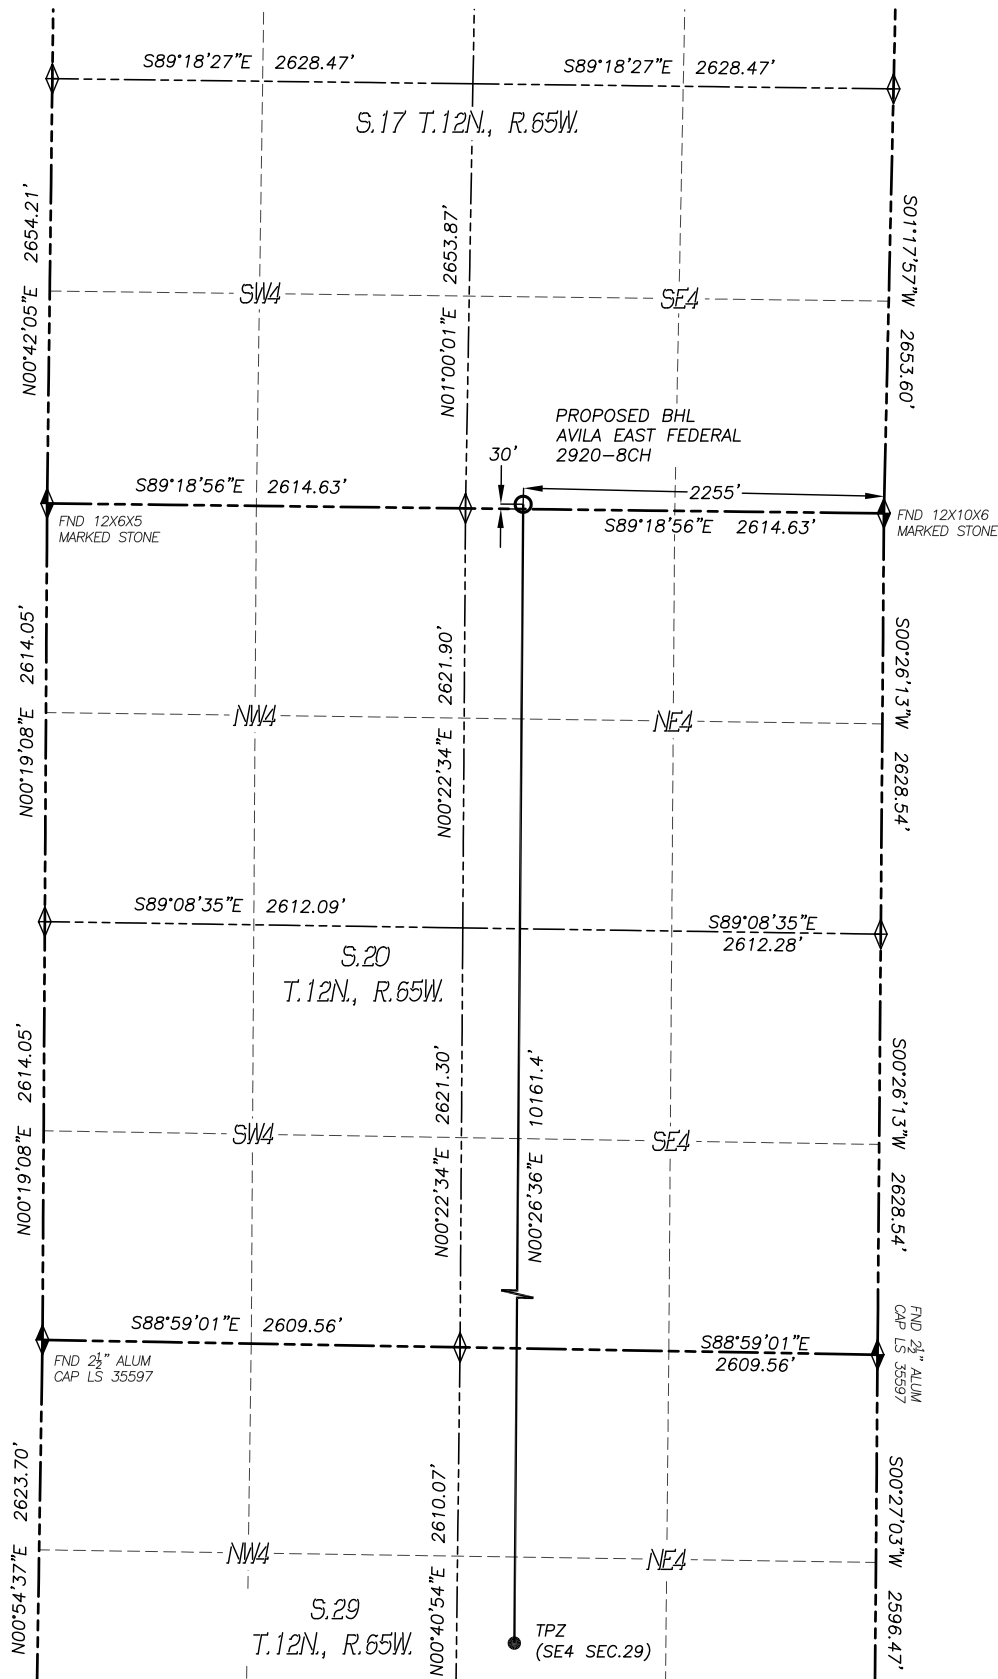 S89°18'27"E 2628.47'
S89°18'27"E 2628.47'
S.17 T.12N., R.65W.
N00°42'05"E 2654.21'
N01°00'01"E 2653.87'
S01°17'57"W 2653.60'
SW4
SE4
PROPOSED BHL
AVILA EAST FEDERAL
2920-8CH
30'
2255'
S89°18'56"E 2614.63'
S89°18'56"E 2614.63'
FND 12X6X5
MARKED STONE
FND 12X10X6
MARKED STONE
N00°19'08"E 2614.05'
N00°22'34"E 2621.90'
S00°26'13"W 2628.54'
NW4
NE4
S89°08'35"E 2612.09'
S89°08'35"E
2612.28'
S.20
T.12N., R.65W.
N00°19'08"E 2614.05'
N00°22'34"E 2621.30'
N00°26'36"E 10161.4'
S00°26'13"W 2628.54'
SW4
SE4
S88°59'01"E 2609.56'
S88°59'01"E
2609.56'
FND 2½" ALUM
CAP LS 35597
FND 2½" ALUM
CAP LS 35597
N00°54'37"E 2623.70'
N00°40'54"E 2610.07'
S00°27'03"W 2596.47'
NW4
NE4
S.29
T.12N., R.65W.
TPZ
(SE4 SEC.29)